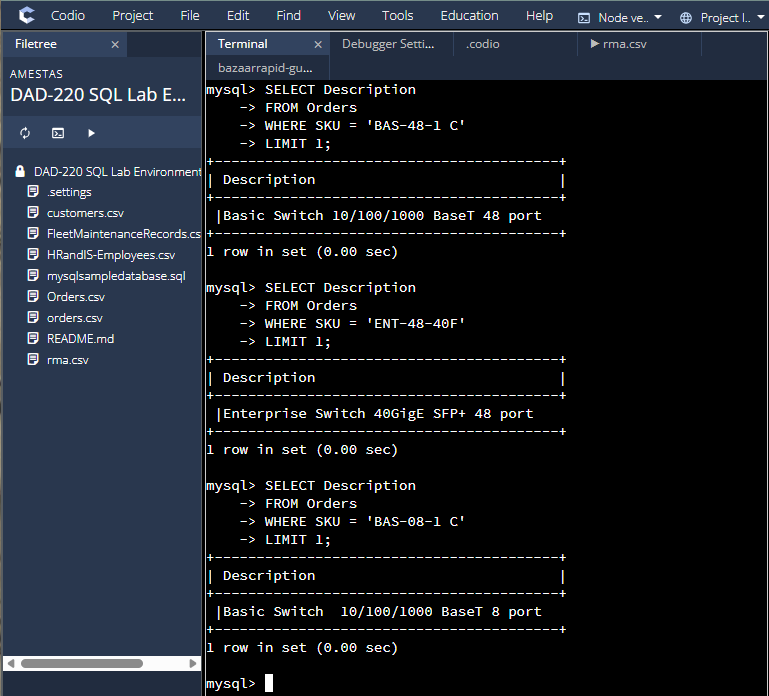 Codio Project File Edit Find View Tools Education Help Node ve.. Project I..
Filetree × Terminal × Debugger Setti... .codio rma.csv
bazaarrapid-gu...
AMESTAS
DAD-220 SQL Lab E...
DAD-220 SQL Lab Environment
.settings
customers.csv
FleetMaintenanceRecords.cs
HRandIS-Employees.csv
mysqlsampledatabase.sql
Orders.csv
orders.csv
README.md
rma.csv
mysql> SELECT Description
-> FROM Orders
-> WHERE SKU = 'BAS-48-1 C'
-> LIMIT 1;
+-----------------------------------------+
| Description                             |
+-----------------------------------------+
|Basic Switch 10/100/1000 BaseT 48 port
+-----------------------------------------+
1 row in set (0.00 sec)
mysql> SELECT Description
-> FROM Orders
-> WHERE SKU = 'ENT-48-40F'
-> LIMIT 1;
+-----------------------------------------+
| Description                             |
+-----------------------------------------+
|Enterprise Switch 40GigE SFP+ 48 port
+-----------------------------------------+
1 row in set (0.00 sec)
mysql> SELECT Description
-> FROM Orders
-> WHERE SKU = 'BAS-08-1 C'
-> LIMIT 1;
+-----------------------------------------+
| Description                             |
+-----------------------------------------+
|Basic Switch  10/100/1000 BaseT 8 port
+-----------------------------------------+
1 row in set (0.00 sec)
mysql>